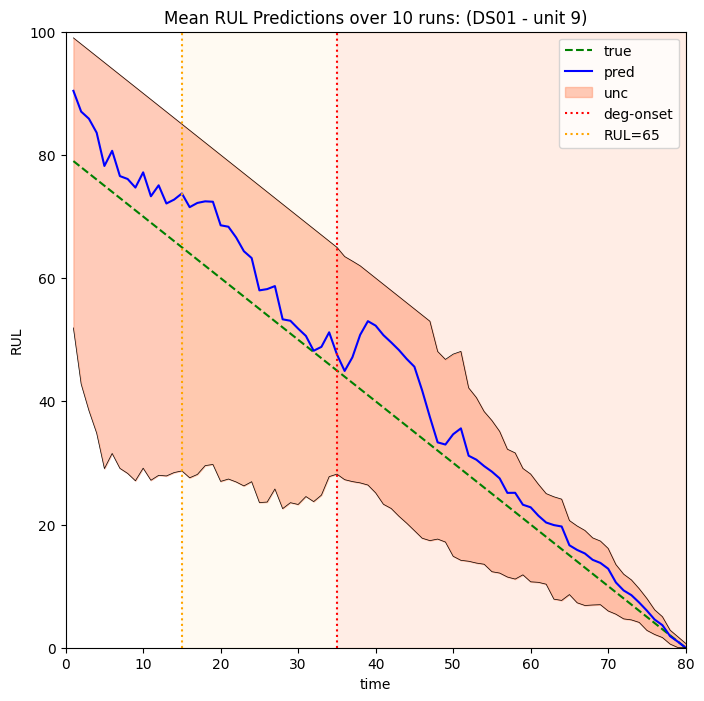 Mean RUL Predictions over 10 runs: (DS01 - unit 9)
true
pred
unc
deg-onset
RUL=65
100
80
60
40
20
0
RUL
0 10 20 30 40 50 60 70 80
time